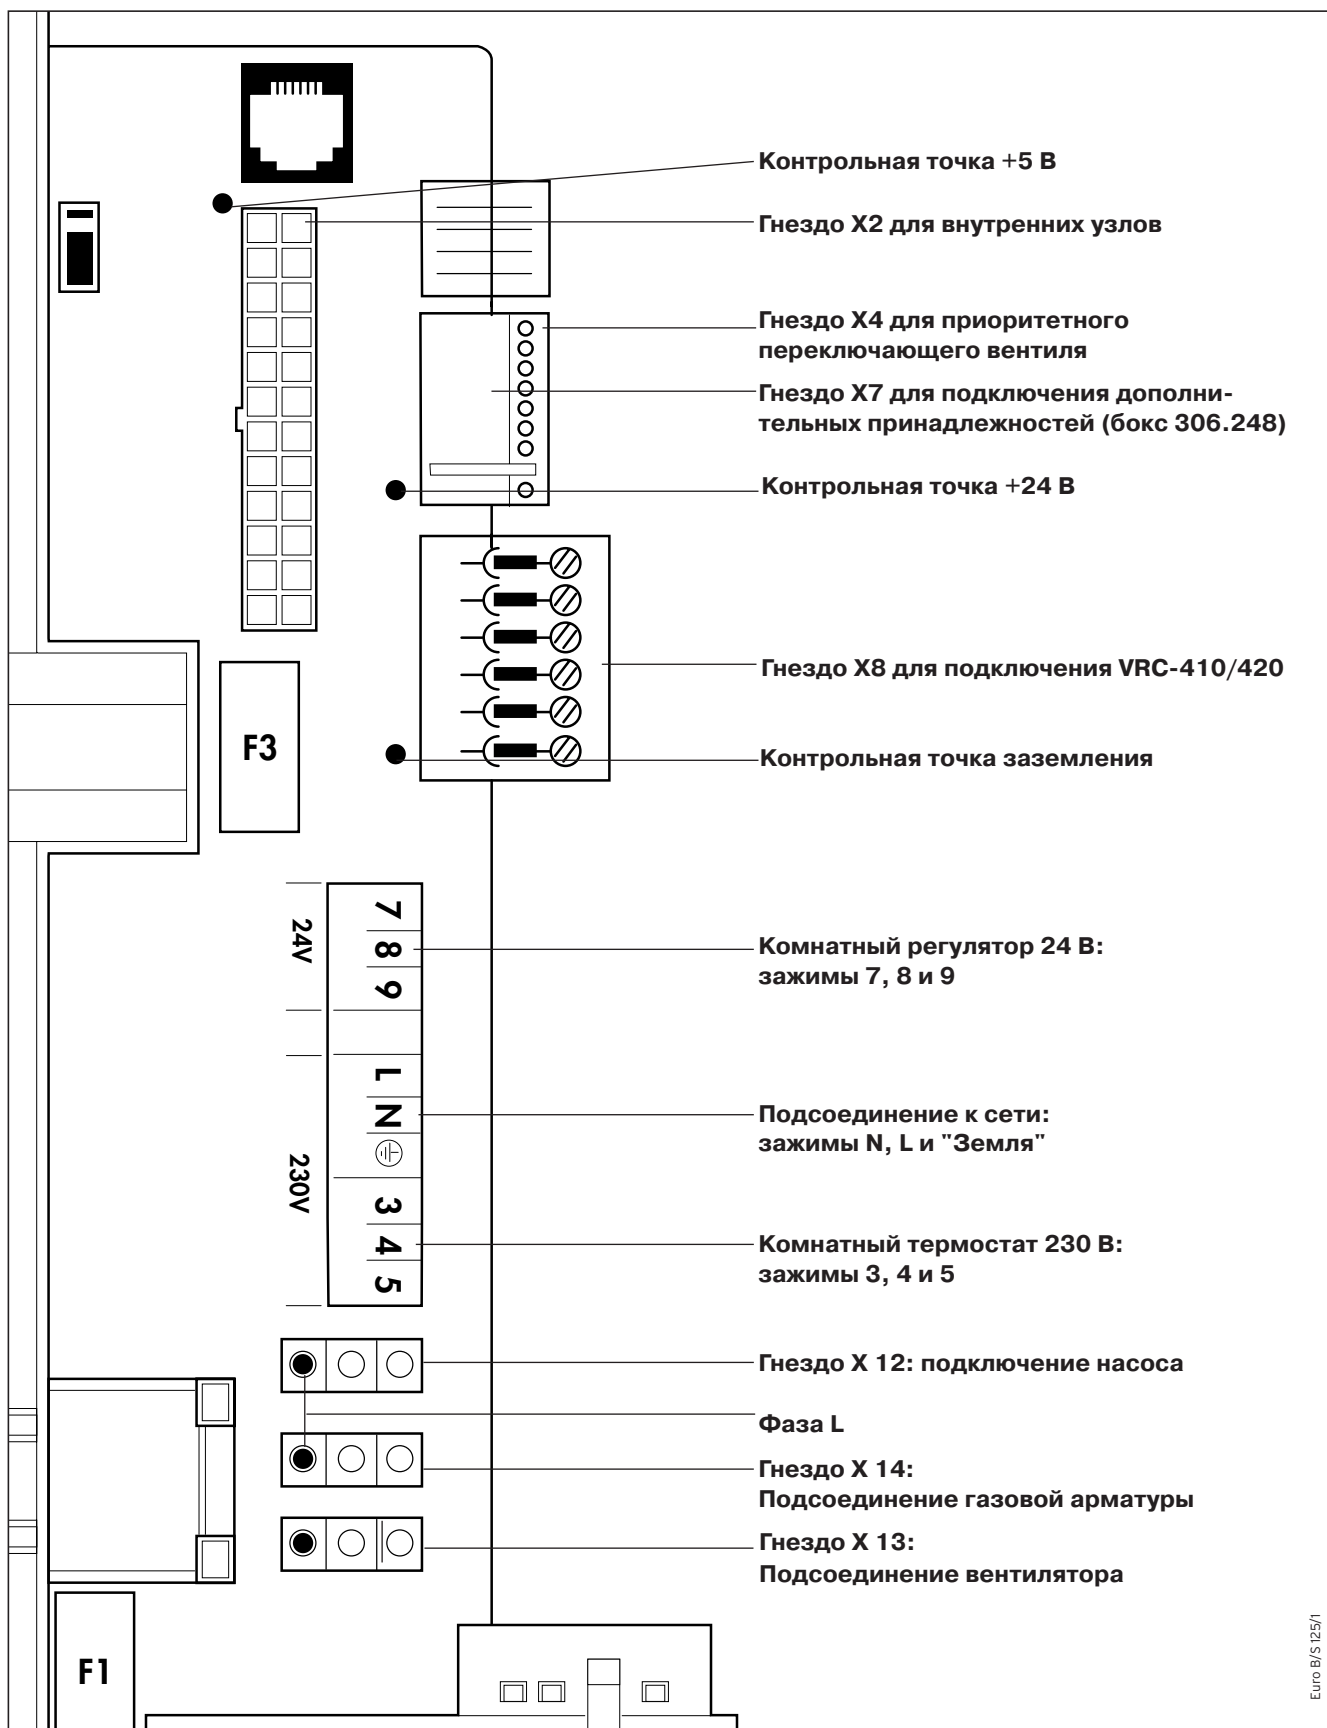 Контрольная точка +5 В
Гнездо X2 для внутренних узлов
Гнездо X4 для приоритетного
переключающего вентиля
Гнездо X7 для подключения дополни-
тельных принадлежностей (бокс 306.248)
Контрольная точка +24 В
Гнездо X8 для подключения VRC-410/420
F3
Контрольная точка заземления
24V
7
8
9
Комнатный регулятор 24 В:
зажимы 7, 8 и 9
230V
L
N
3
4
5
Подсоединение к сети:
зажимы N, L и "Земля"
Комнатный термостат 230 В:
зажимы 3, 4 и 5
Гнездо X 12: подключение насоса
Фаза L
Гнездо X 14:
Подсоединение газовой арматуры
Гнездо X 13:
Подсоединение вентилятора
F1
Euro B/S 125/1